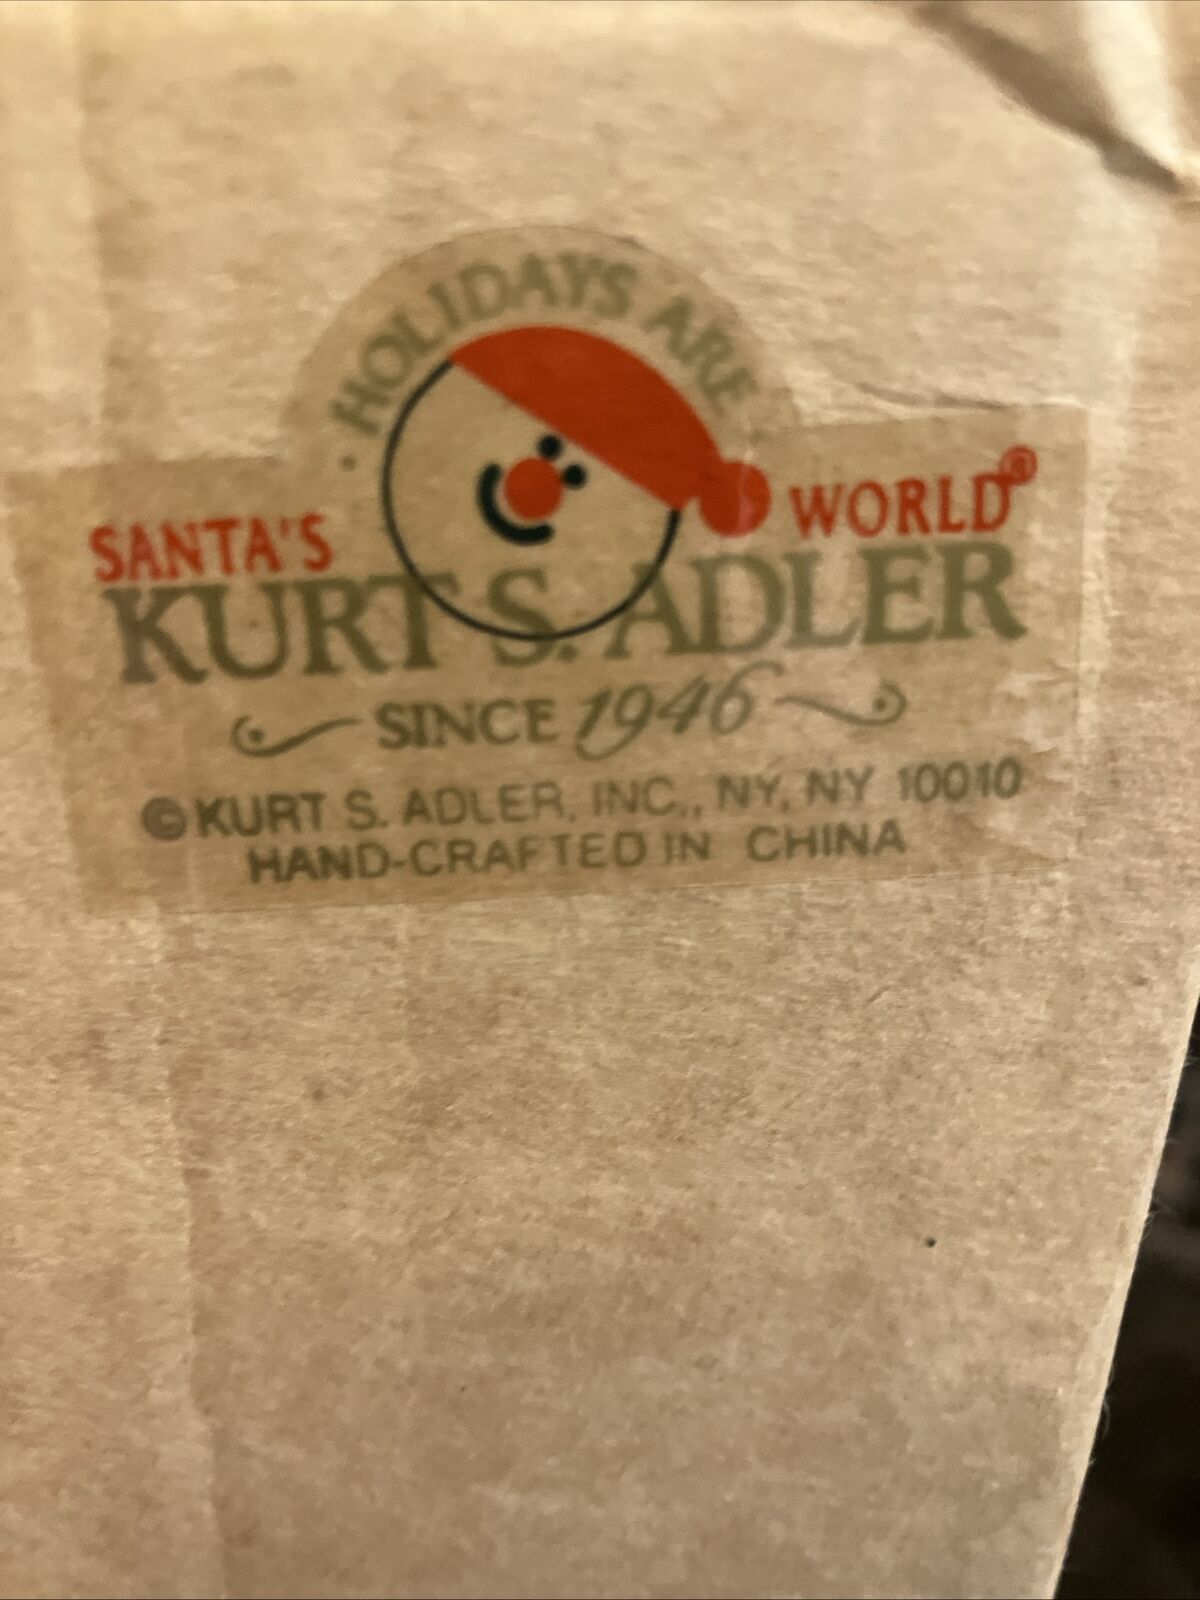 · HOLIDAYS ARE
SANTA'S WORLD®
KURT S. ADLER
SINCE 1946
©KURT S. ADLER, INC., NY, NY 10010
HAND-CRAFTED IN CHINA